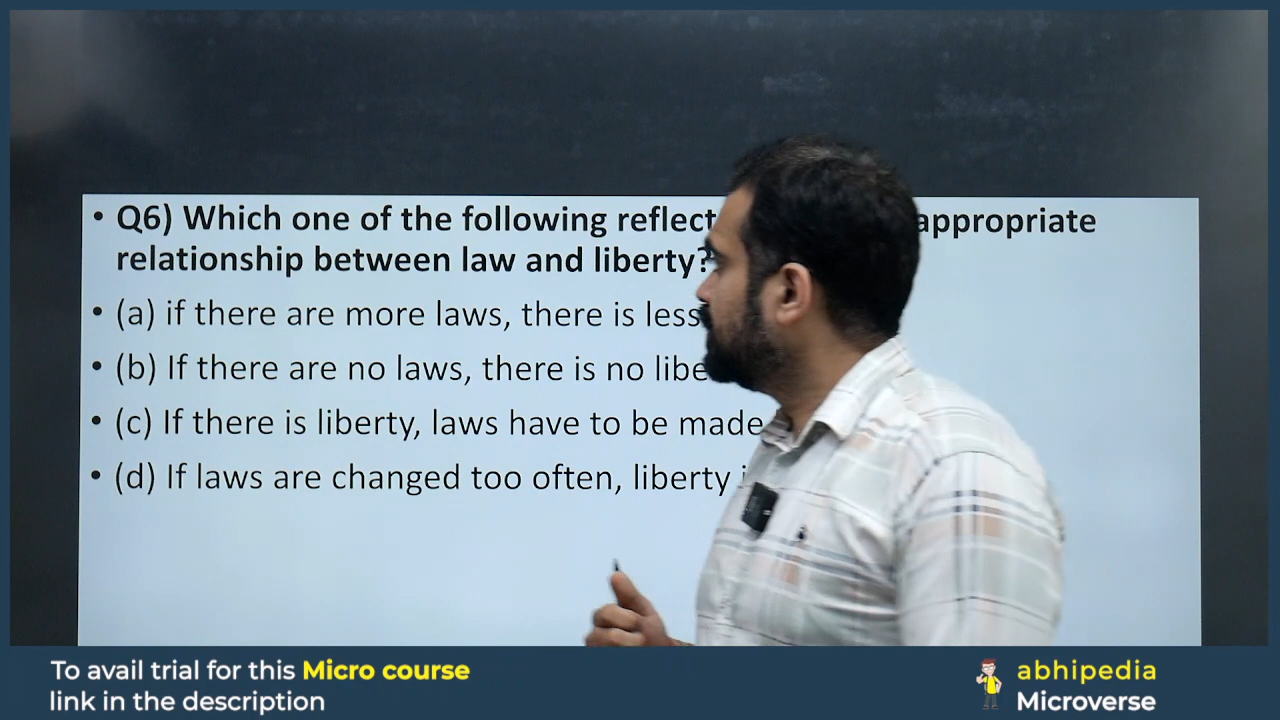 • Q6) Which one of the following reflect appropriate
relationship between law and liberty?
• (a) if there are more laws, there is less
• (b) If there are no laws, there is no libe
• (c) If there is liberty, laws have to be made
• (d) If laws are changed too often, liberty
To avail trial for this Micro course
link in the description
abhipedia
Microverse